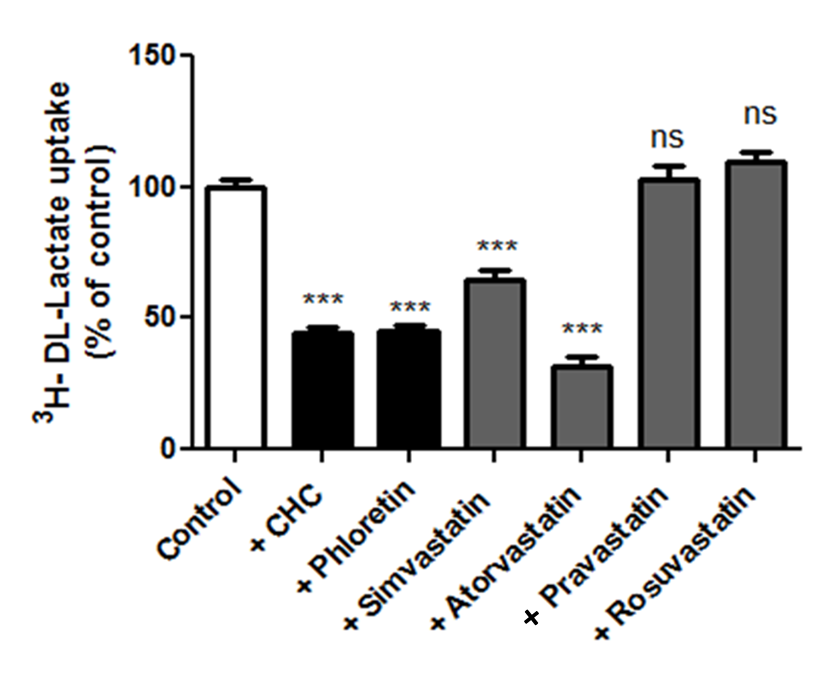 ³H- DL-Lactate uptake
(% of control)
150
100
50
0
***
***
***
***
ns
ns
Control
+ CHC
+ Phloretin
+ Simvastatin
+ Atorvastatin
+ Pravastatin
+ Rosuvastatin